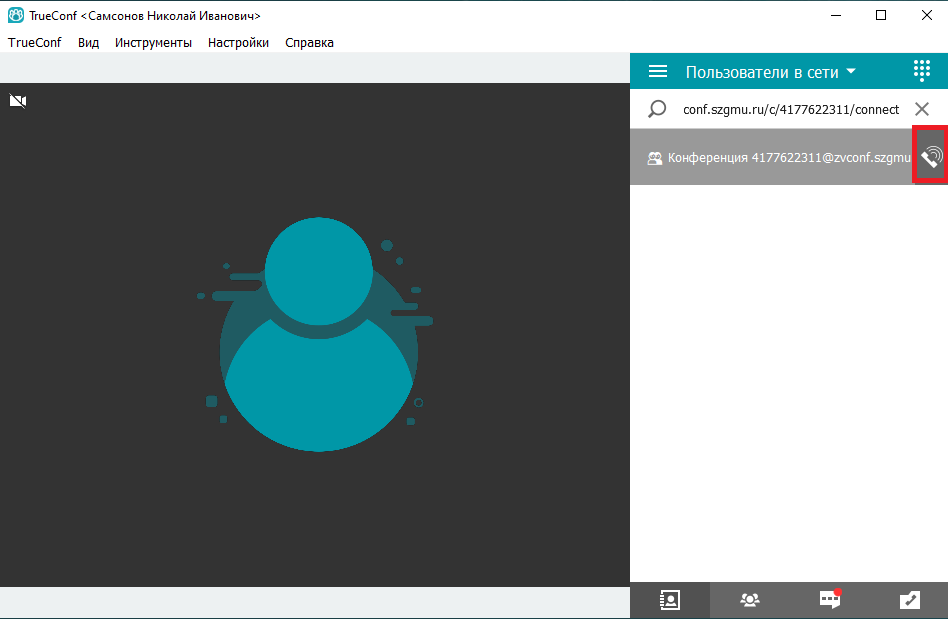 TrueConf <Самсонов Николай Иванович>
TrueConf Вид Инструменты Настройки Справка
Пользователи в сети
conf.szgmu.ru/c/4177622311/connect
Конференция 4177622311@zvconf.szgmu